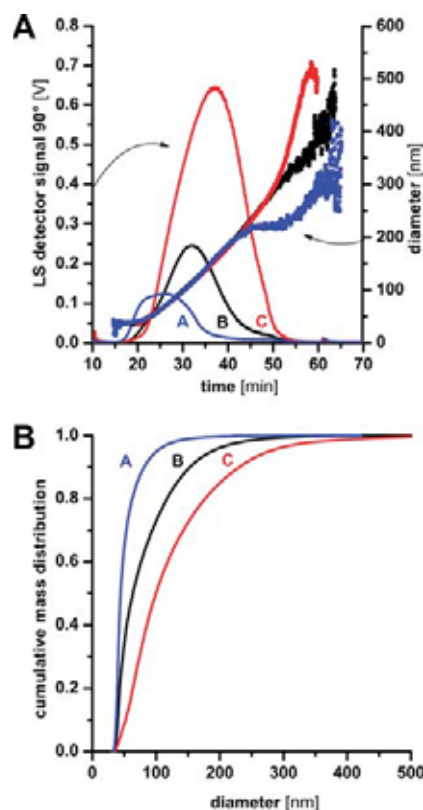 A
LS detector signal 90° [V]
0.8
0.7
0.6
0.5
0.4
0.3
0.2
0.1
0.0
600
500
400
300
200
100
0
diameter [nm]
A B C
10 20 30 40 50 60 70
time [min]
B
cumulative mass distribution
1.0
0.8
0.6
0.4
0.2
0.0
A B C
0 100 200 300 400 500
diameter [nm]